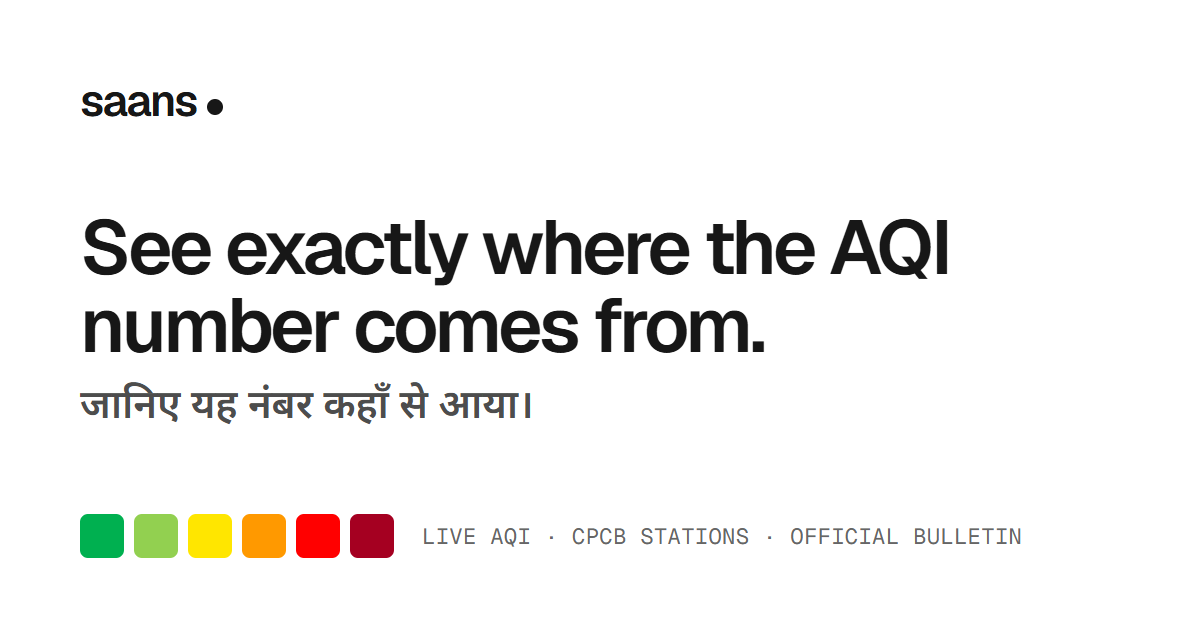 saans
See exactly where the AQI
number comes from.
जानिए यह नंबर कहाँ से आया।
LIVE AQI · CPCB STATIONS · OFFICIAL BULLETIN